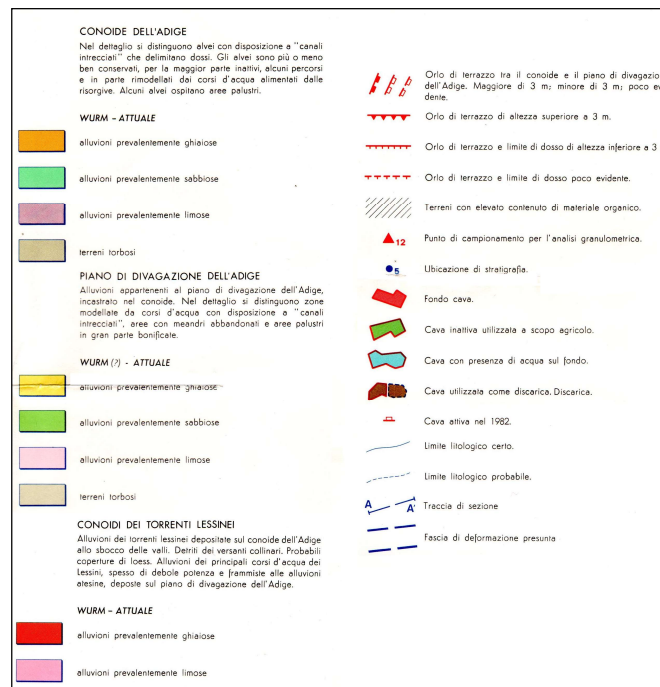 CONOIDE DELL'ADIGE
Nel dettaglio si distinguono alvei con disposizione a "canali
intrecciati" che delimitano dossi. Gli alvei sono più o meno
ben conservati, per la maggior parte inattivi, alcuni percorsi
e in parte rimodellati dai corsi d'acqua alimentati dalle
risorgive. Alcuni alvei ospitano aree palustri.
WURM – ATTUALE
alluvioni prevalentemente ghiaiose
alluvioni prevalentemente sabbiose
alluvioni prevalentemente limose
terreni torbosi
PIANO DI DIVAGAZIONE DELL'ADIGE
Alluvioni appartenenti al piano di divagazione dell'Adige,
incastrato nel conoide. Nel dettaglio si distinguono zone
modellate da corsi d'acqua con disposizione a "canali
intrecciati", aree con meandri abbandonati e aree palustri
in gran parte bonificate.
WURM (?) - ATTUALE
alluvioni prevalentemente ghiaiose
alluvioni prevalentemente sabbiose
alluvioni prevalentemente limose
terreni torbosi
CONOIDI DEI TORRENTI LESSINEI
Alluvioni dei torrenti lessinei depositate sul conoide dell'Adige
allo sbocco delle valli. Detriti dei versanti collinari. Probabili
coperture di loess. Alluvioni dei principali corsi d'acqua dei
Lessini, spesso di debole potenza e frammiste alle alluvioni
atesine, deposte sul piano di divagazione dell'Adige.
WURM – ATTUALE
alluvioni prevalentemente ghiaiose
alluvioni prevalentemente limose
Orlo di terrazzo tra il conoide e il piano di divagazio
dell'Adige. Maggiore di 3 m; minore di 3 m; poco ev
dente.
Orlo di terrazzo di altezza superiore a 3 m.
Orlo di terrazzo e limite di dosso di altezza inferiore a 3
Orlo di terrazzo e limite di dosso poco evidente.
Terreni con elevato contenuto di materiale organico.
12 Punto di campionamento per l'analisi granulometrica.
5 Ubicazione di stratigrafia.
Fondo cava.
Cava inattiva utilizzata a scopo agricolo.
Cava con presenza di acqua sul fondo.
Cava utilizzata come discarica. Discarica.
Cava attiva nel 1982.
Limite litologico certo.
Limite litologico probabile.
A A' Traccia di sezione
Fascia di deformazione presunta